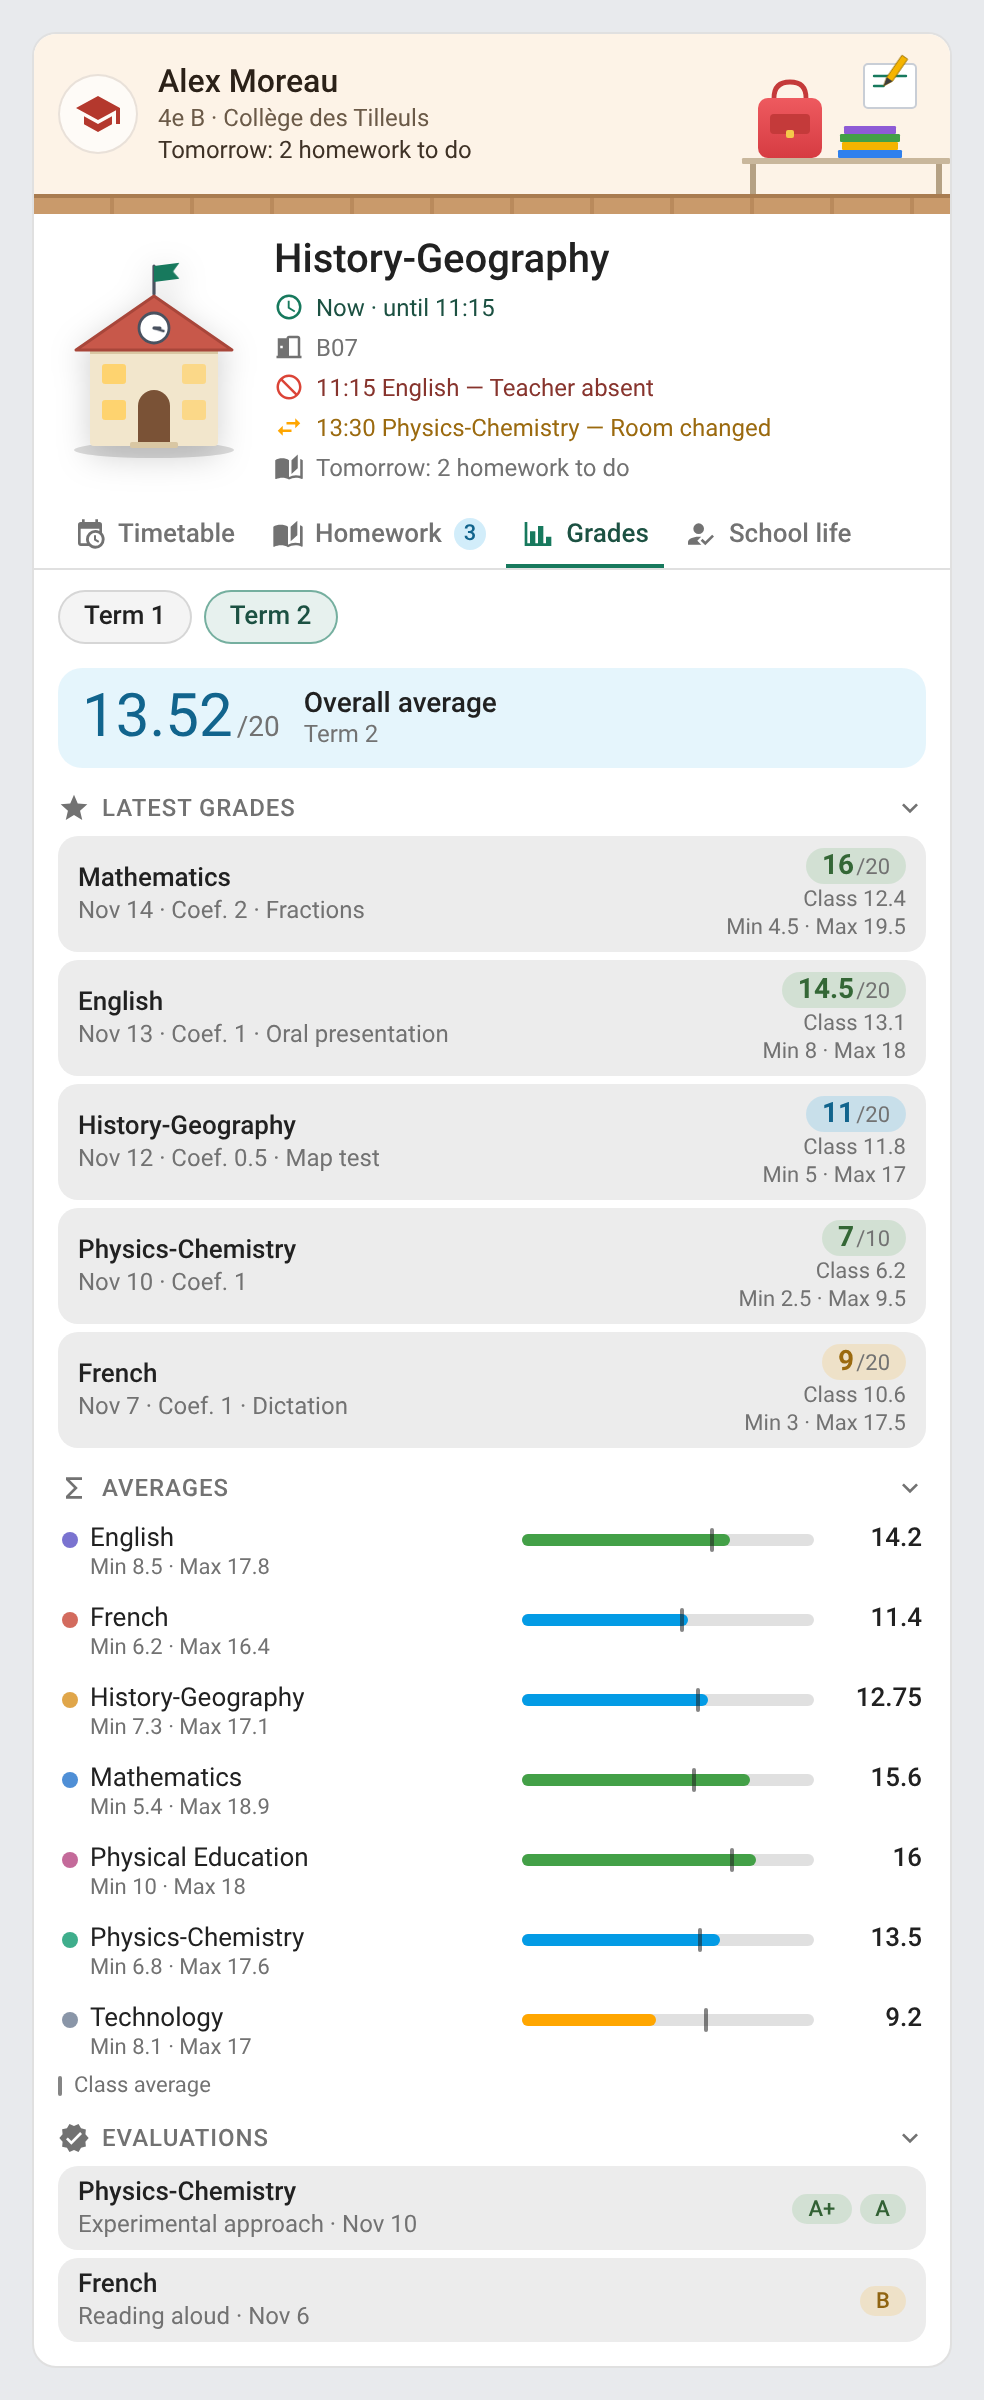 Alex Moreau
4e B · Collège des Tilleuls
Tomorrow: 2 homework to do
History-Geography
Now · until 11:15
B07
11:15 English — Teacher absent
13:30 Physics-Chemistry — Room changed
Tomorrow: 2 homework to do
Timetable Homework 3 Grades School life
Term 1 Term 2
13.52/20
Overall average
Term 2
LATEST GRADES
Mathematics
Nov 14 · Coef. 2 · Fractions
16/20
Class 12.4
Min 4.5 · Max 19.5
English
Nov 13 · Coef. 1 · Oral presentation
14.5/20
Class 13.1
Min 8 · Max 18
History-Geography
Nov 12 · Coef. 0.5 · Map test
11/20
Class 11.8
Min 5 · Max 17
Physics-Chemistry
Nov 10 · Coef. 1
7/10
Class 6.2
Min 2.5 · Max 9.5
French
Nov 7 · Coef. 1 · Dictation
9/20
Class 10.6
Min 3 · Max 17.5
AVERAGES
English 14.2
Min 8.5 · Max 17.8
French 11.4
Min 6.2 · Max 16.4
History-Geography 12.75
Min 7.3 · Max 17.1
Mathematics 15.6
Min 5.4 · Max 18.9
Physical Education 16
Min 10 · Max 18
Physics-Chemistry 13.5
Min 6.8 · Max 17.6
Technology 9.2
Min 8.1 · Max 17
Class average
EVALUATIONS
Physics-Chemistry
Experimental approach · Nov 10
A+ A
French
Reading aloud · Nov 6
B